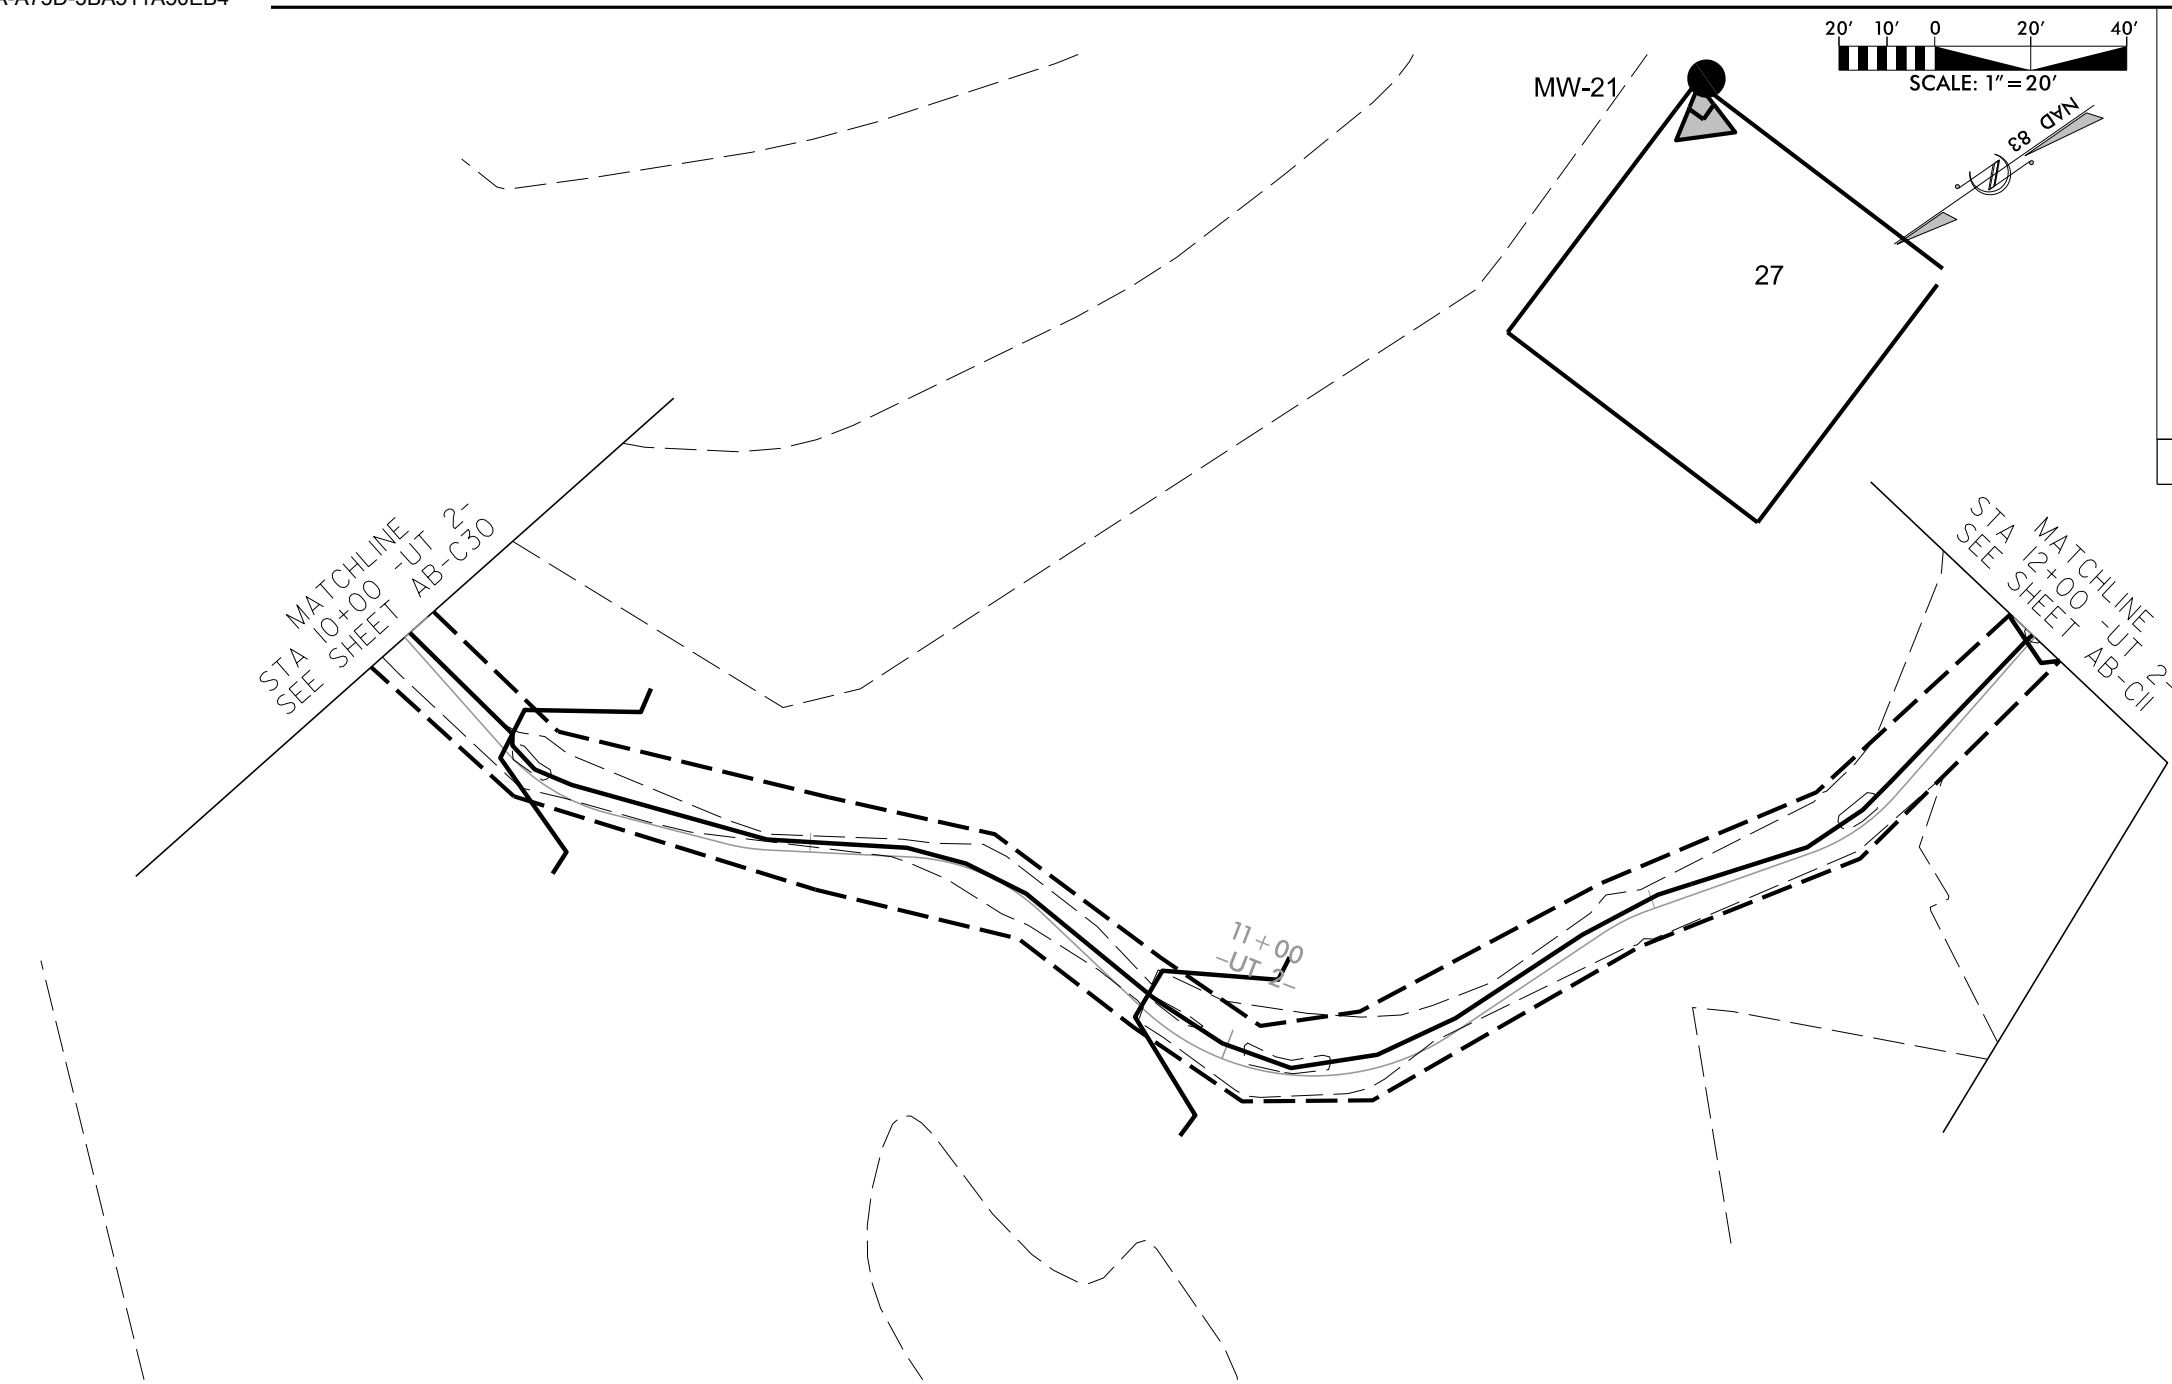 20' 10' 0 20' 40'
SCALE: 1"=20'
MW-21
NAD 83
27
MATCHLINE
STA 10+00 -UT 2-
SEE SHEET AB-C30
MATCHLINE
STA 12+00 -UT 2-
SEE SHEET AB-C11
11+00
-UT 2-